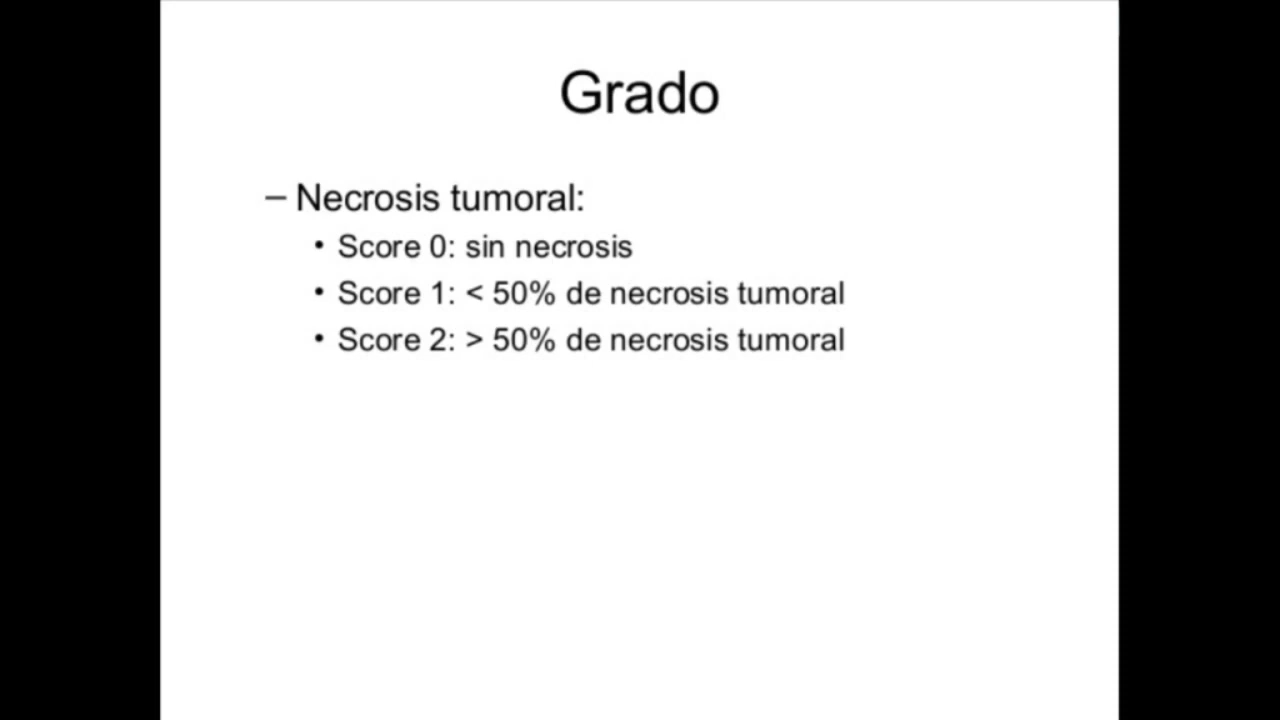 Grado
– Necrosis tumoral:
• Score 0: sin necrosis
• Score 1: < 50% de necrosis tumoral
• Score 2: > 50% de necrosis tumoral